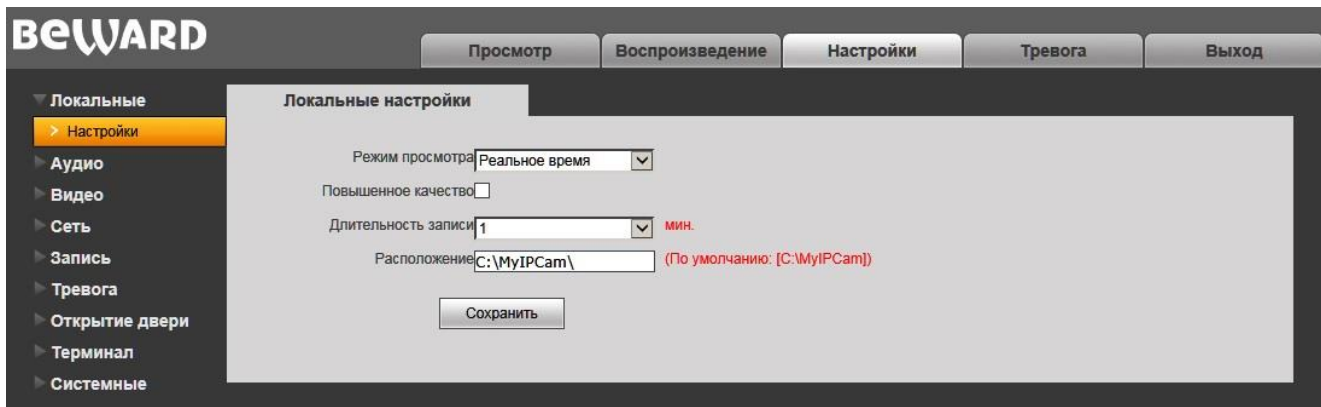 BEWARD
Просмотр Воспроизведение Настройки Тревога Выход
Локальные
> Настройки
Аудио
Видео
Сеть
Запись
Тревога
Открытие двери
Терминал
Системные
Локальные настройки
Режим просмотра Реальное время
Повышенное качество
Длительность записи 1 мин.
Расположение C:\MyIPCam\ (По умолчанию: [C:\MyIPCam])
Сохранить